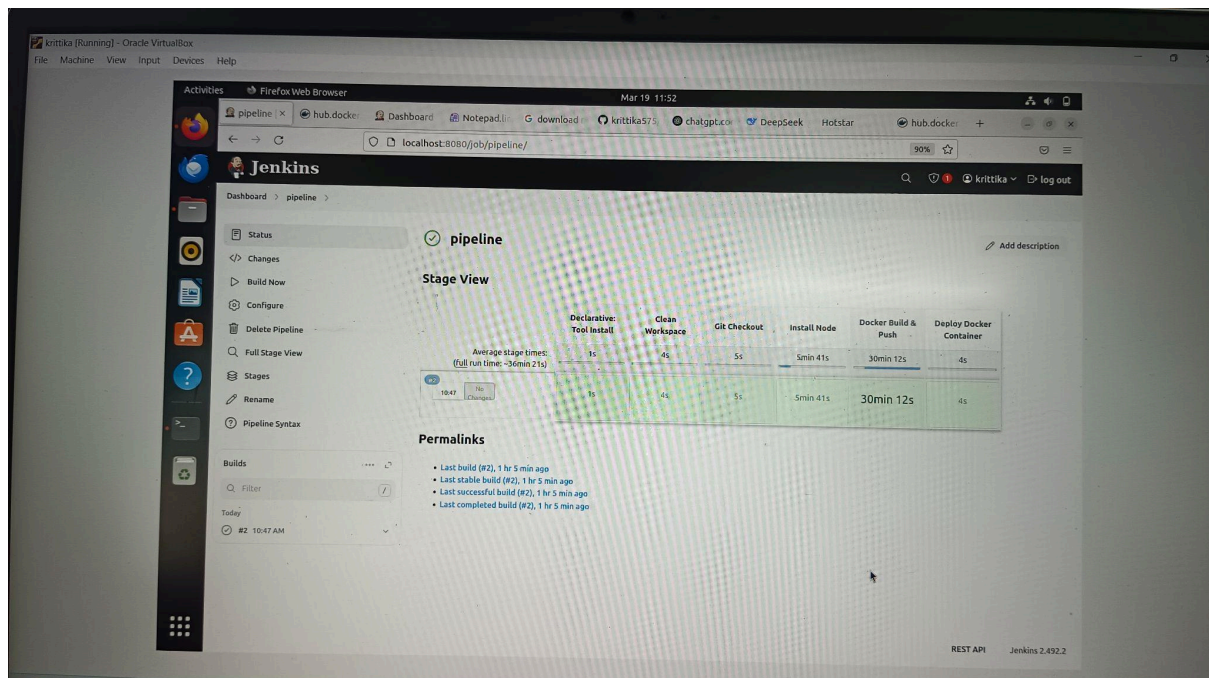 krittika [Running] - Oracle VirtualBox
File Machine View Input Devices Help
Activities Firefox Web Browser Mar 19 11:52
pipeline hub.docke Dashboard Notepad.li G download krittika575 chatgpt.co DeepSeek Hotstar hub.docke
localhost:8080/job/pipeline/ 90%
Jenkins 1 krittika log out
Dashboard > pipeline >
Status
Changes
Build Now
Configure
Delete Pipeline
Full Stage View
Stages
Rename
Pipeline Syntax
Builds
Filter /
Today
#2 10:47 AM
pipeline
Add description
Stage View
Declarative: Tool Install
Clean Workspace
Git Checkout
Install Node
Docker Build & Push
Deploy Docker Container
Average stage times:
(full run time: ~36min 21s)
1s 4s 5s 5min 41s 30min 12s 4s
#2
10:47
No Changes
1s 4s 5s 5min 41s 30min 12s 4s
Permalinks
Last build (#2), 1 hr 5 min ago
Last stable build (#2), 1 hr 5 min ago
Last successful build (#2), 1 hr 5 min ago
Last completed build (#2), 1 hr 5 min ago
REST API Jenkins 2.492.2